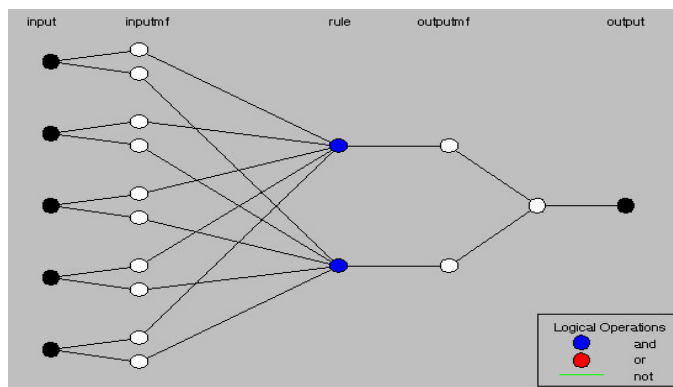 input inputmf rule outputmf output
Logical Operations
and
or
not